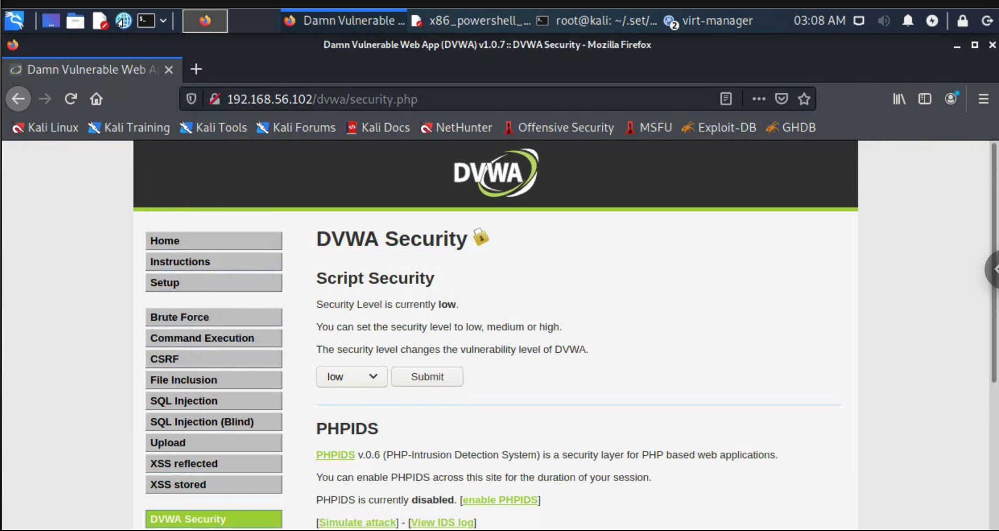 Damn Vulnerable ...
x86_powershell_...
root@kali: ~/.set/...
2
virt-manager
03:08 AM
Damn Vulnerable Web App (DVWA) v1.0.7 :: DVWA Security - Mozilla Firefox
Damn Vulnerable Web A
192.168.56.102/dvwa/security.php
Kali Linux
Kali Training
Kali Tools
Kali Forums
Kali Docs
NetHunter
Offensive Security
MSFU
Exploit-DB
GHDB
DVWA
Home
Instructions
Setup
Brute Force
Command Execution
CSRF
File Inclusion
SQL Injection
SQL Injection (Blind)
Upload
XSS reflected
XSS stored
DVWA Security
DVWA Security
Script Security
Security Level is currently low.
You can set the security level to low, medium or high.
The security level changes the vulnerability level of DVWA.
low
Submit
PHPIDS
PHPIDS v.0.6 (PHP-Intrusion Detection System) is a security layer for PHP based web applications.
You can enable PHPIDS across this site for the duration of your session.
PHPIDS is currently disabled. [enable PHPIDS]
[Simulate attack] - [View IDS log]